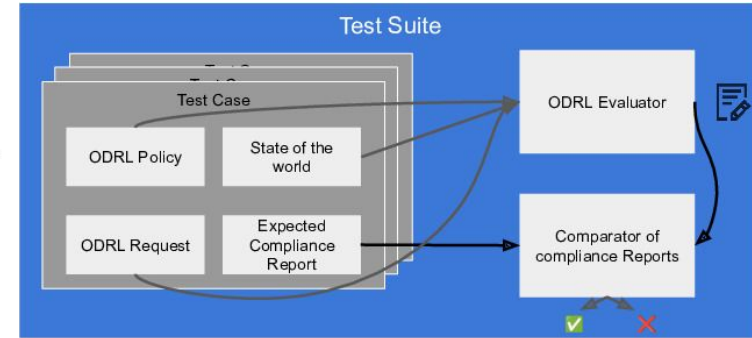 Test Suite
Test Case
ODRL Policy
State of the
world
ODRL Request
Expected
Compliance
Report
ODRL Evaluator
Comparator of
compliance Reports